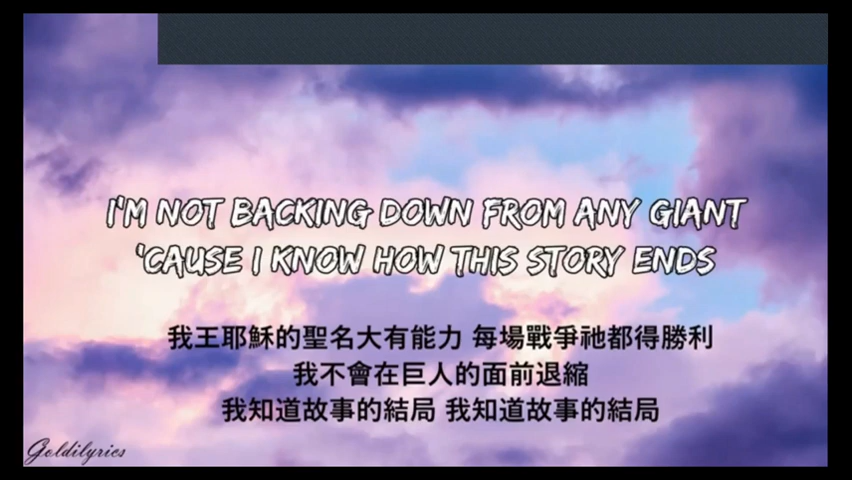 I'M NOT BACKING DOWN FROM ANY GIANT
'CAUSE I KNOW HOW THIS STORY ENDS
我王耶穌的聖名大有能力 每場戰爭祂都得勝利
我不會在巨人的面前退縮
我知道故事的結局 我知道故事的結局
Goldilyrics